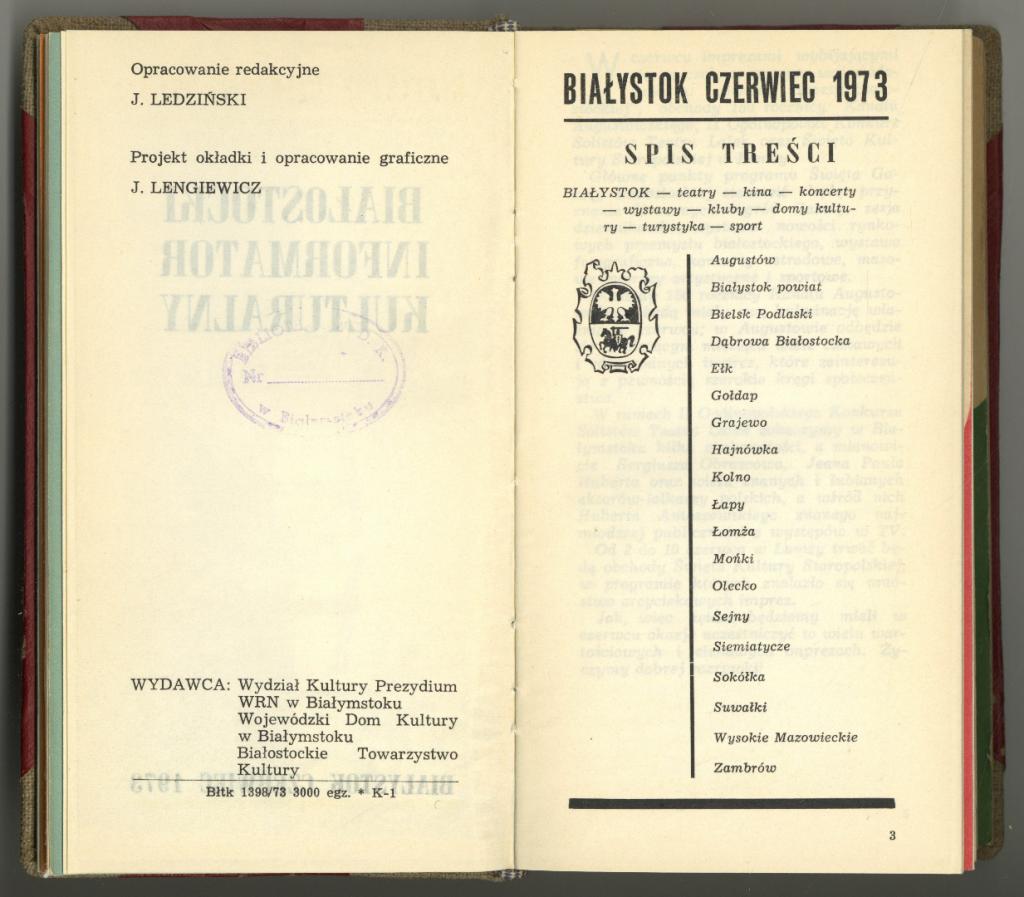 Opracowanie redakcyjne
J. LEDZIŃSKI
Projekt okładki i opracowanie graficzne
J. LENGIEWICZ
Nr
w Białymstoku
WYDAWCA: Wydział Kultury Prezydium
WRN w Białymstoku
Wojewódzki Dom Kultury
w Białymstoku
Białostockie Towarzystwo
Kultury
Błtk 1398/73 3000 egz. * K-1
BIAŁYSTOK CZERWIEC 1973
SPIS TREŚCI
BIAŁYSTOK — teatry — kina — koncerty
— wystawy — kluby — domy kultu-
ry — turystyka — sport
Augustów
Białystok powiat
Bielsk Podlaski
Dąbrowa Białostocka
Ełk
Gołdap
Grajewo
Hajnówka
Kolno
Łapy
Łomża
Mońki
Olecko
Sejny
Siemiatycze
Sokółka
Suwałki
Wysokie Mazowieckie
Zambrów
3